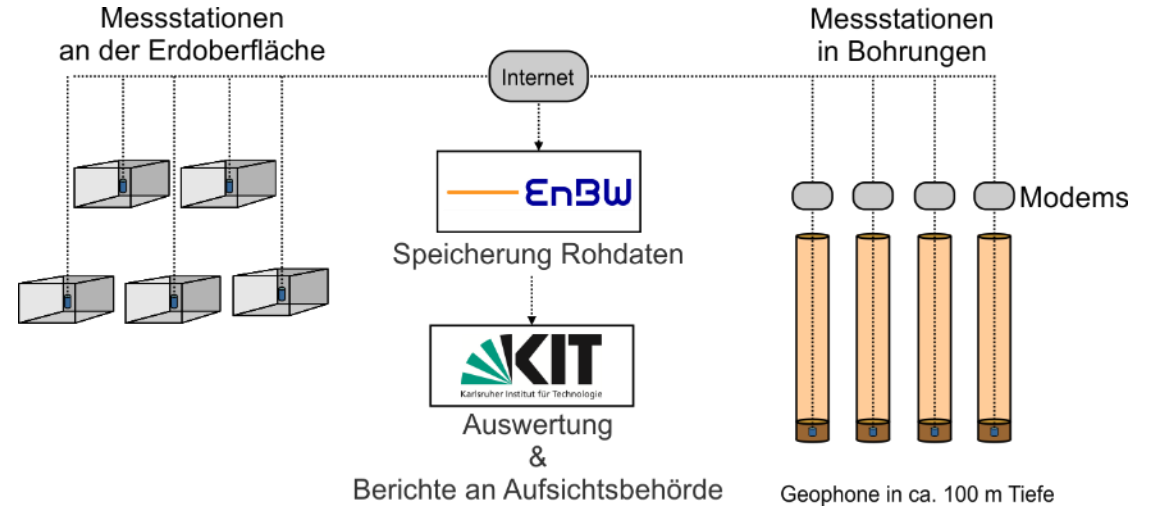 Messstationen
an der Erdoberfläche
Messstationen
in Bohrungen
Internet
Modems
EnBW
Speicherung Rohdaten
KIT
Karlsruher Institut für Technologie
Auswertung
&
Berichte an Aufsichtsbehörde
Geophone in ca. 100 m Tiefe